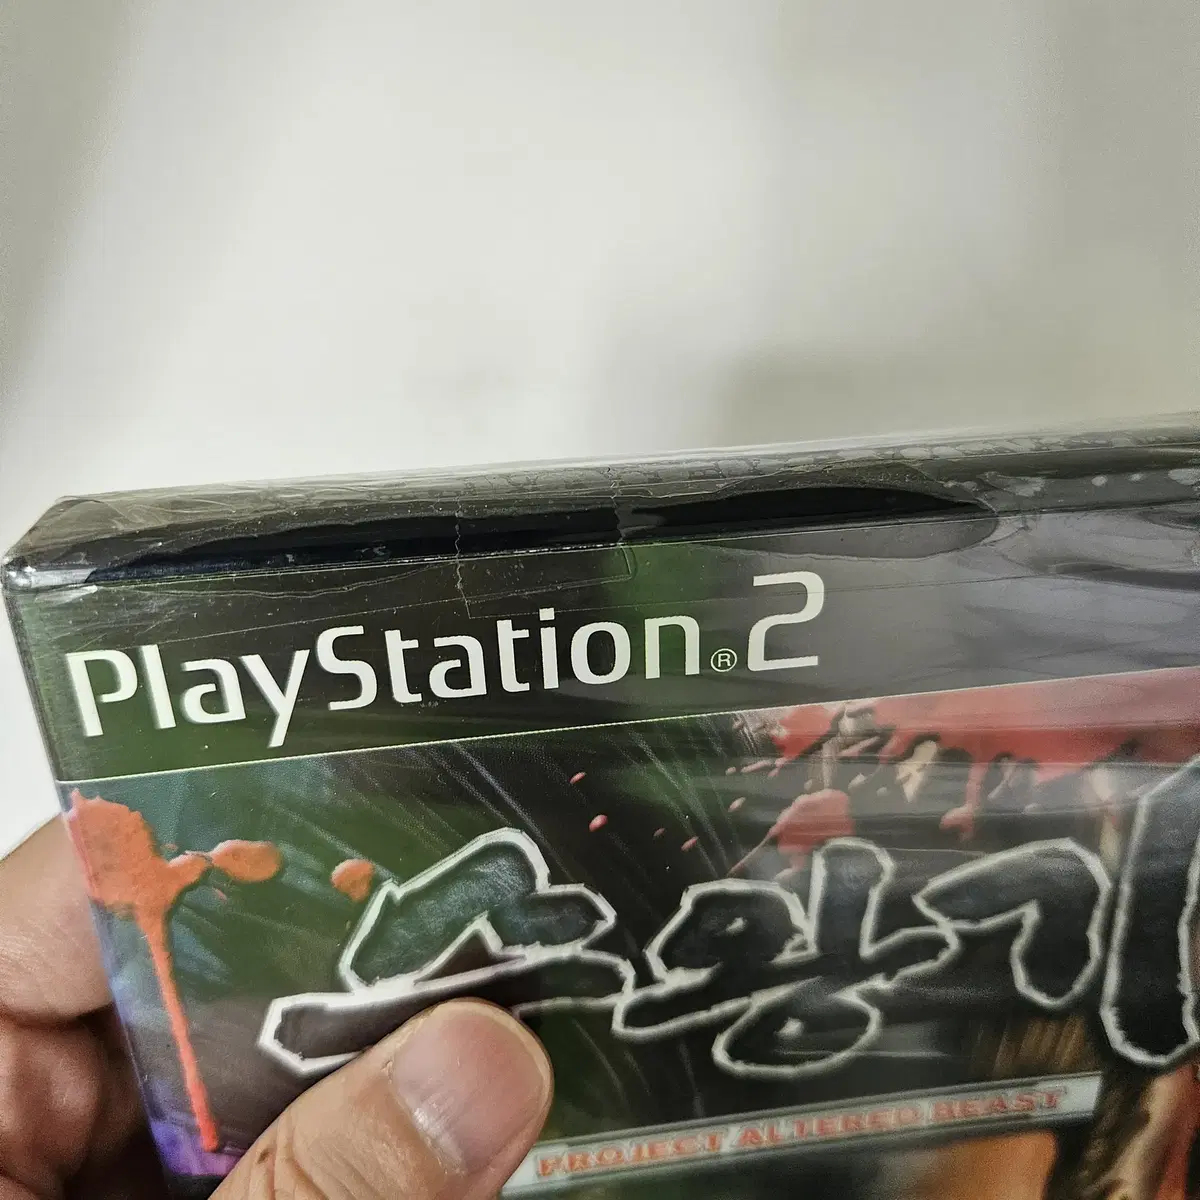 PlayStation®2
수왕기
PROJECT ALTERED BEAST